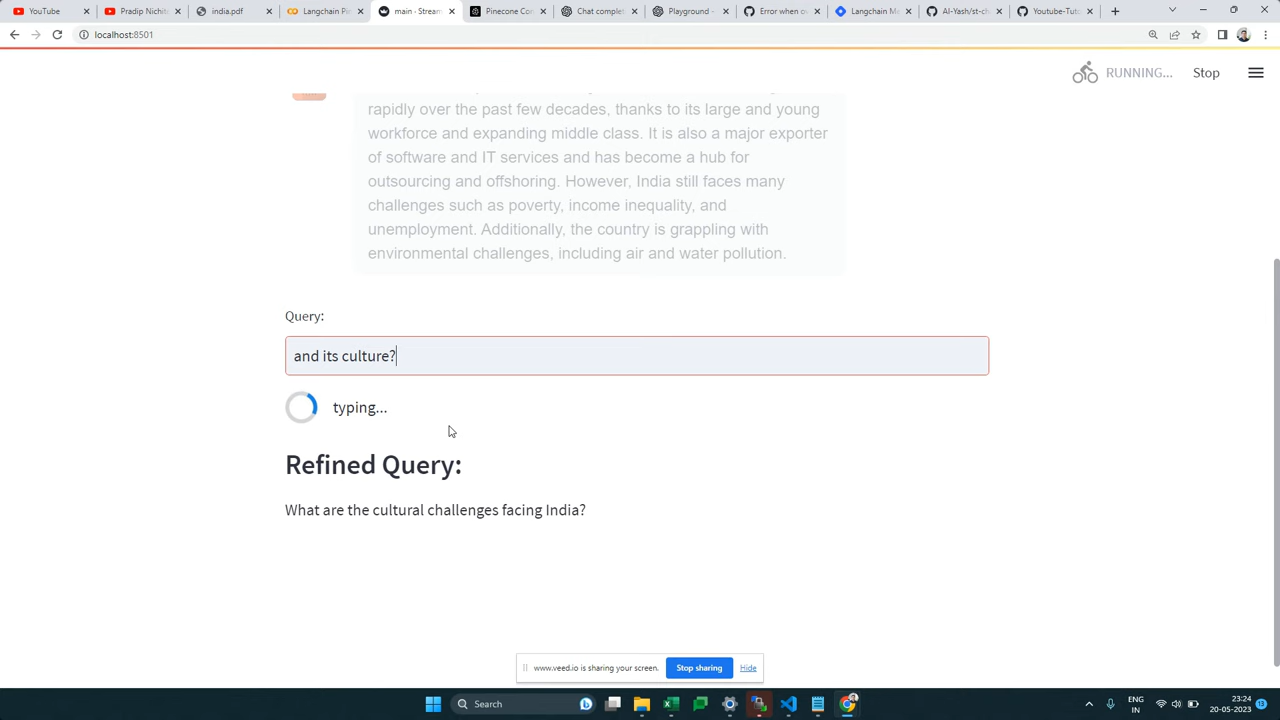 YouTube
Pradip Nichit
india.pdf
Langchain Pi
main - Stream
Pinecone Con
Chat complet
Playground -
Error when c
Langchain Me
AI-Yash/st-ch
Youtube-Tuto
localhost:8501
RUNNING...
Stop
rapidly over the past few decades, thanks to its large and young
workforce and expanding middle class. It is also a major exporter
of software and IT services and has become a hub for
outsourcing and offshoring. However, India still faces many
challenges such as poverty, income inequality, and
unemployment. Additionally, the country is grappling with
environmental challenges, including air and water pollution.
Query:
and its culture?
typing...
Refined Query:
What are the cultural challenges facing India?
www.veed.io is sharing your screen.
Stop sharing
Hide
Search
ENG
IN
23:24
20-05-2023